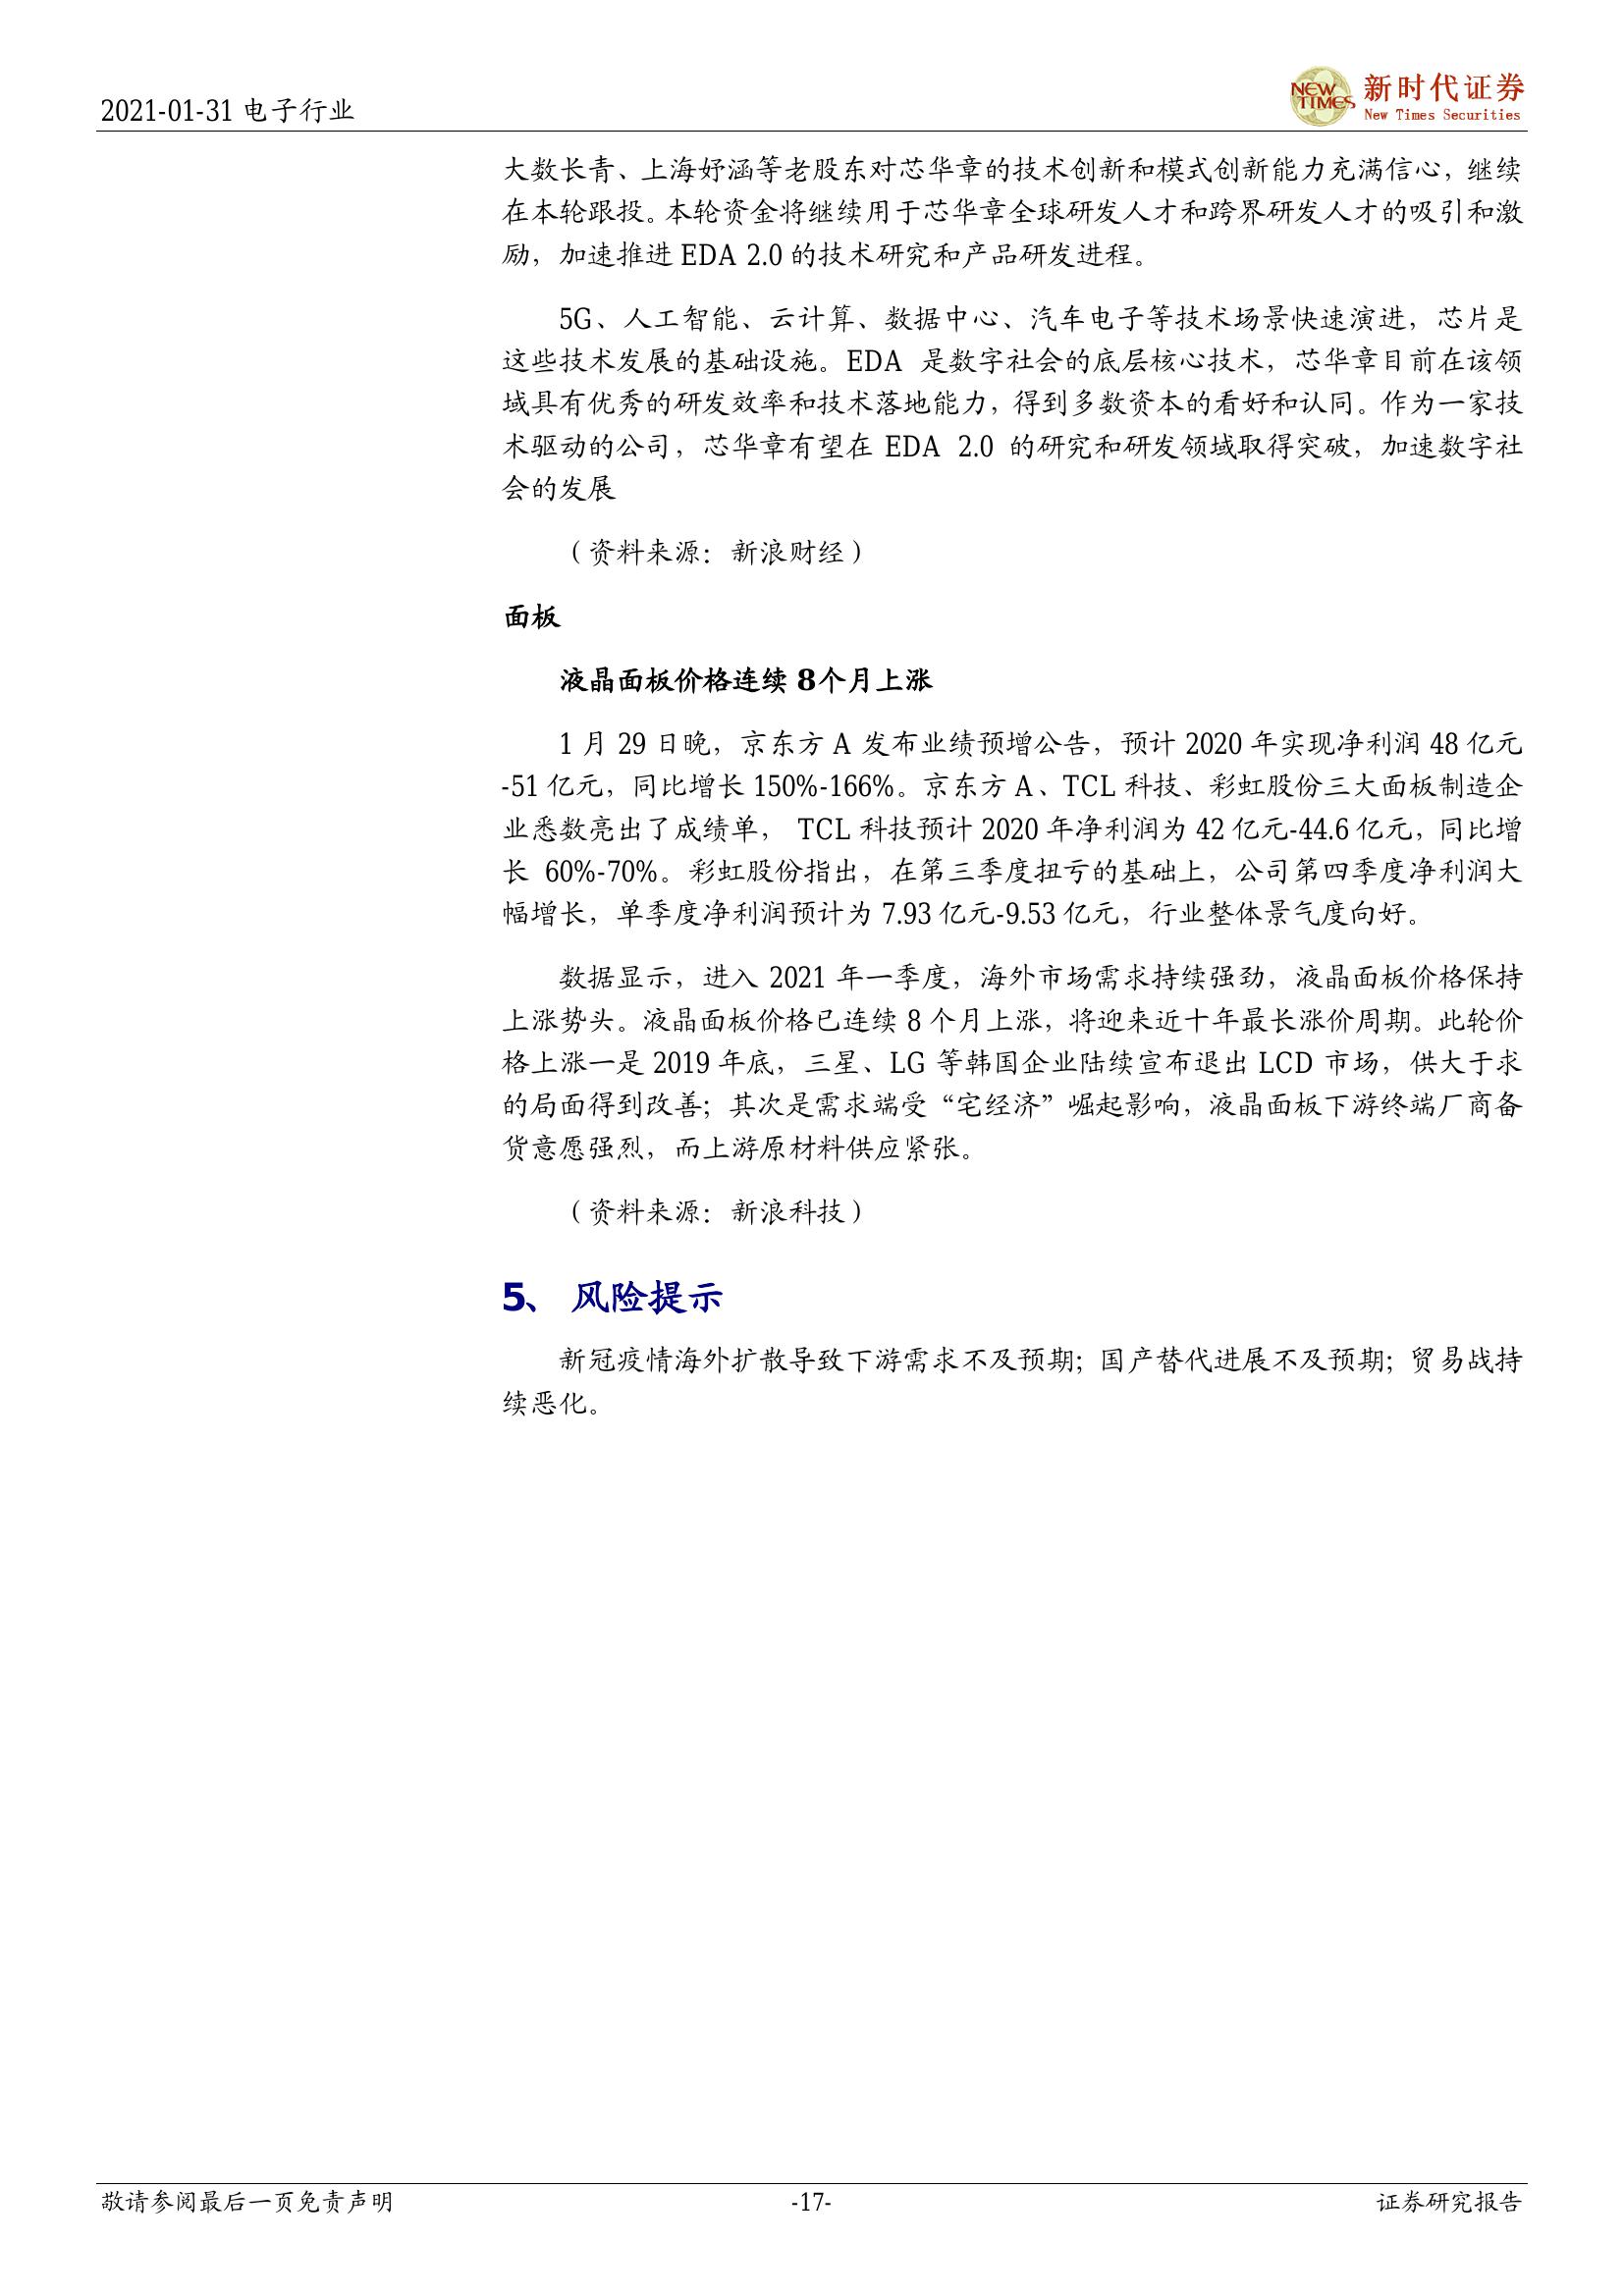 2021-01-31 电子行业
NEW TIMES
新时代证券
New Times Securities
大数长青、上海妤涵等老股东对芯华章的技术创新和模式创新能力充满信心，继续
在本轮跟投。本轮资金将继续用于芯华章全球研发人才和跨界研发人才的吸引和激
励，加速推进 EDA 2.0 的技术研究和产品研发进程。
5G、人工智能、云计算、数据中心、汽车电子等技术场景快速演进，芯片是
这些技术发展的基础设施。EDA 是数字社会的底层核心技术，芯华章目前在该领
域具有优秀的研发效率和技术落地能力，得到多数资本的看好和认同。作为一家技
术驱动的公司，芯华章有望在 EDA 2.0 的研究和研发领域取得突破，加速数字社
会的发展
（资料来源：新浪财经）
面板
液晶面板价格连续 8个月上涨
1 月 29 日晚，京东方 A 发布业绩预增公告，预计 2020 年实现净利润 48 亿元
-51 亿元，同比增长 150%-166%。京东方 A、TCL 科技、彩虹股份三大面板制造企
业悉数亮出了成绩单， TCL 科技预计 2020 年净利润为 42 亿元-44.6 亿元，同比增
长 60%-70%。彩虹股份指出，在第三季度扭亏的基础上，公司第四季度净利润大
幅增长，单季度净利润预计为 7.93 亿元-9.53 亿元，行业整体景气度向好。
数据显示，进入 2021 年一季度，海外市场需求持续强劲，液晶面板价格保持
上涨势头。液晶面板价格已连续 8 个月上涨，将迎来近十年最长涨价周期。此轮价
格上涨一是 2019 年底，三星、LG 等韩国企业陆续宣布退出 LCD 市场，供大于求
的局面得到改善；其次是需求端受“宅经济”崛起影响，液晶面板下游终端厂商备
货意愿强烈，而上游原材料供应紧张。
（资料来源：新浪科技）
5、 风险提示
新冠疫情海外扩散导致下游需求不及预期；国产替代进展不及预期；贸易战持
续恶化。
敬请参阅最后一页免责声明
-17-
证券研究报告